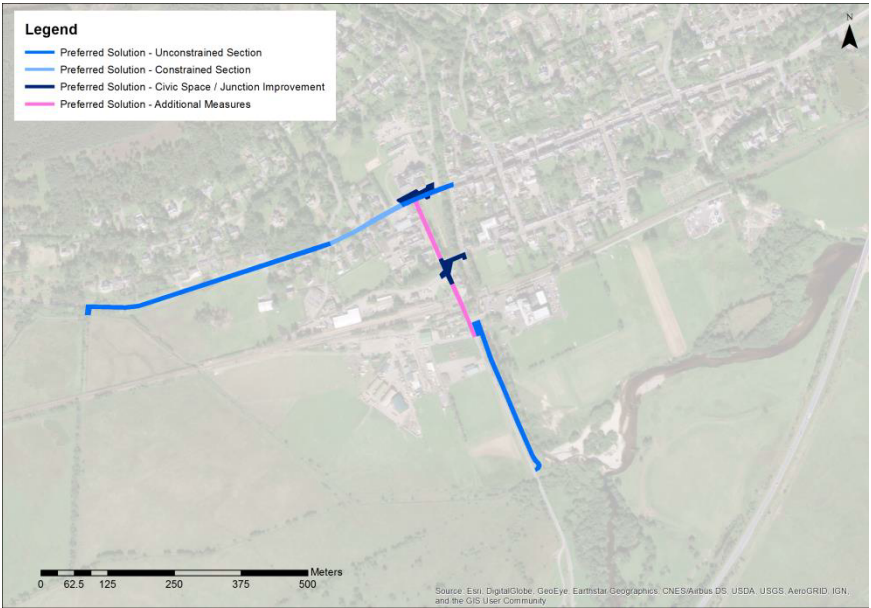 Legend
Preferred Solution - Unconstrained Section
Preferred Solution - Constrained Section
Preferred Solution - Civic Space / Junction Improvement
Preferred Solution - Additional Measures
N
Meters
0 62.5 125 250 375 500
Source: Esri, DigitalGlobe, GeoEye, Earthstar Geographics, CNES/Airbus DS, USDA, USGS, AeroGRID, IGN,
and the GIS User Community